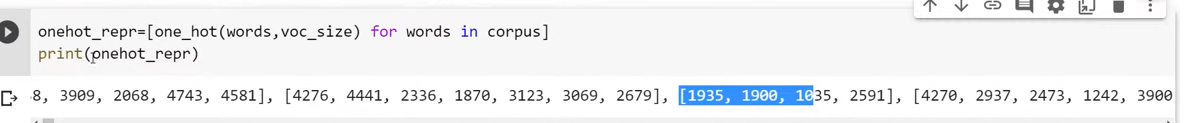 onehot_repr=[one_hot(words,voc_size) for words in corpus]
print(onehot_repr)
8, 3909, 2068, 4743, 4581], [4276, 4441, 2336, 1870, 3123, 3069, 2679], [1935, 1900, 1035, 2591], [4270, 2937, 2473, 1242, 3900